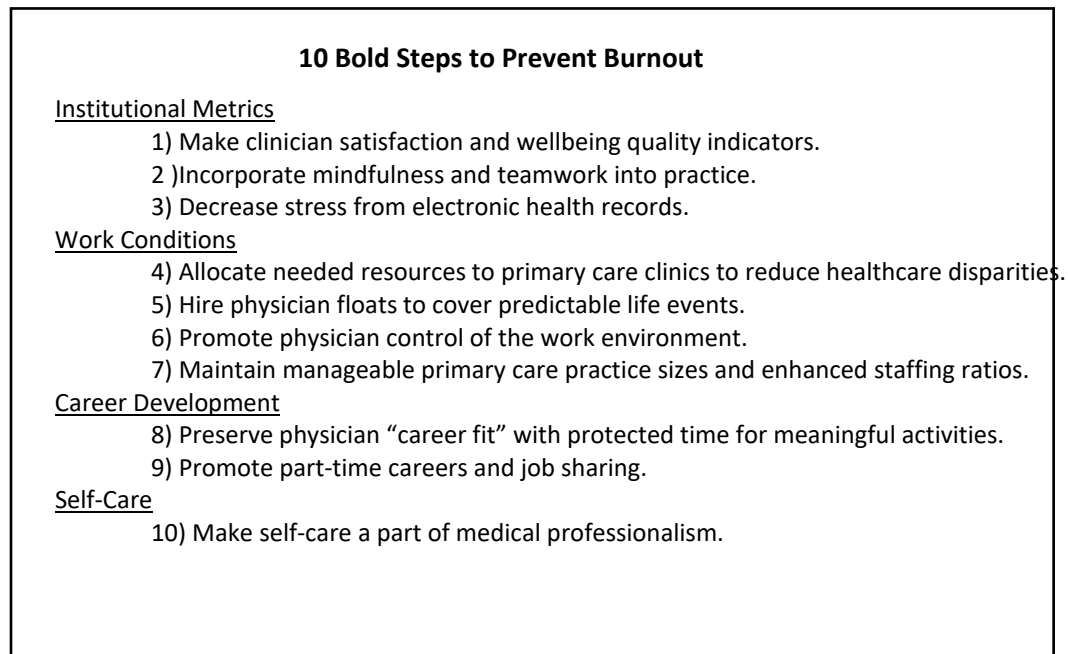 10 Bold Steps to Prevent Burnout
Institutional Metrics
1) Make clinician satisfaction and wellbeing quality indicators.
2 )Incorporate mindfulness and teamwork into practice.
3) Decrease stress from electronic health records.
Work Conditions
4) Allocate needed resources to primary care clinics to reduce healthcare disparities.
5) Hire physician floats to cover predictable life events.
6) Promote physician control of the work environment.
7) Maintain manageable primary care practice sizes and enhanced staffing ratios.
Career Development
8) Preserve physician “career fit” with protected time for meaningful activities.
9) Promote part-time careers and job sharing.
Self-Care
10) Make self-care a part of medical professionalism.